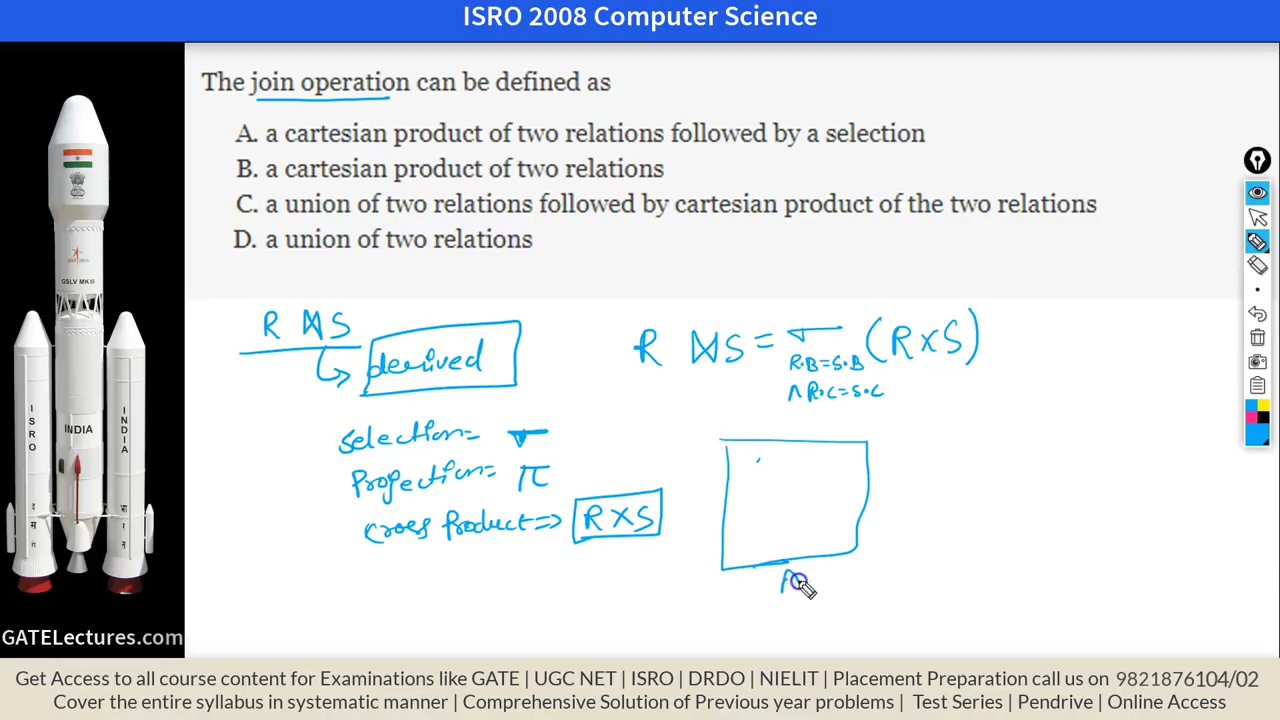 ISRO 2008 Computer Science
The join operation can be defined as
A. a cartesian product of two relations followed by a selection
B. a cartesian product of two relations
C. a union of two relations followed by cartesian product of the two relations
D. a union of two relations
R ⋈ S
derived
R ⋈ S = σ R·B=S·B ∧ R·C=S·C (R×S)
Selection = σ
Projection = π
Cross Product => R×S
GSLV MKIII
ISRO
INDIA
INDIA
GATELectures.com
Get Access to all course content for Examinations like GATE | UGC NET | ISRO | DRDO | NIELIT | Placement Preparation call us on 9821876104/02
Cover the entire syllabus in systematic manner | Comprehensive Solution of Previous year problems | Test Series | Pendrive | Online Access